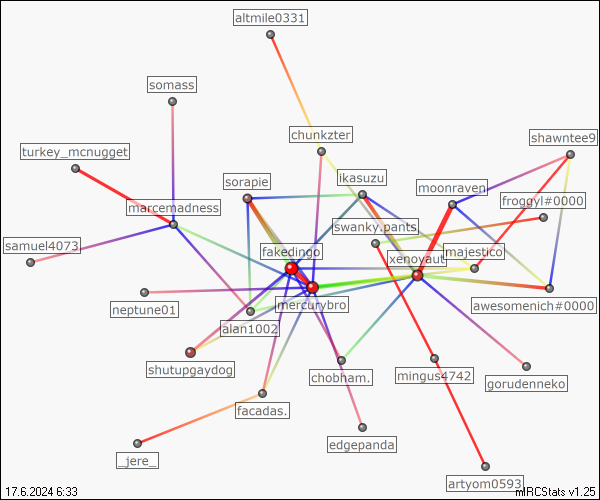 altmile0331
somass
chunkzter
shawntee9
turkey_mcnugget
sorapie
ikasuzu
moonraven
froggyl#0000
marcemadness
swanky.pants.
samuel4073
fakedingo
xenoyaut
majestico
neptune01
mercurybro
awesomenich#0000
alan1002
shutupgaydog
chobham.
mingus4742
gorudenneko
facadas.
edgepanda
_jere_
artyom0593
17.6.2024 6:33
mIRCStats v1.25